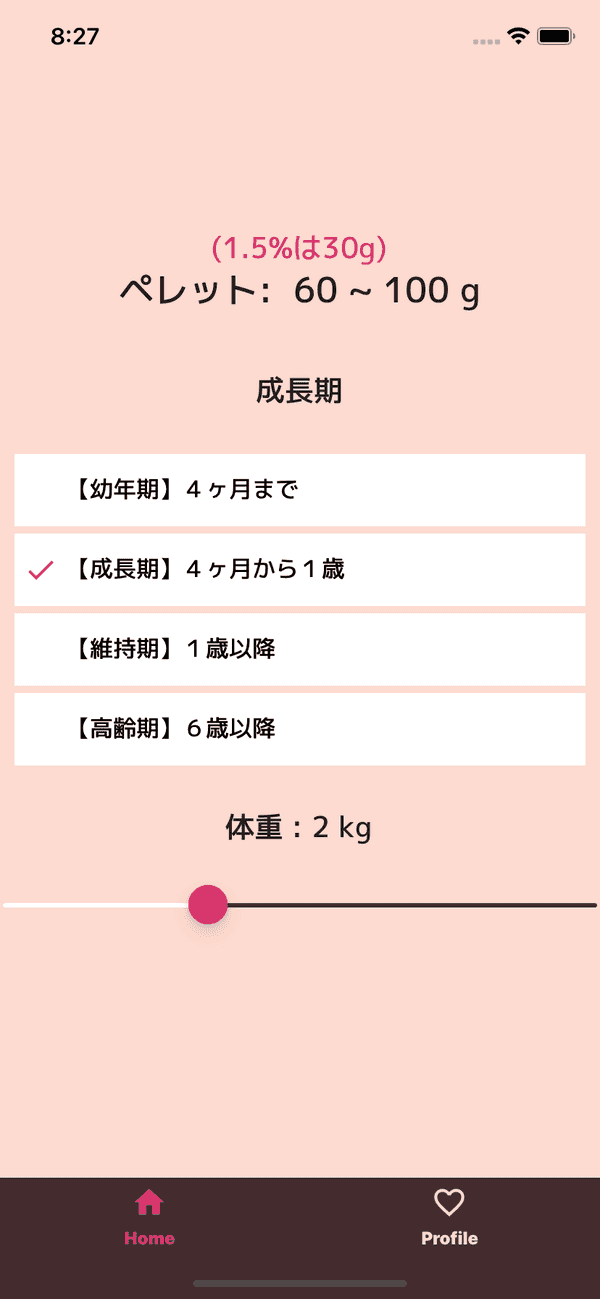 8:27
(1.5%は30g)
ペレット: 60 ~ 100 g
成長期
【幼年期】４ヶ月まで
【成長期】４ヶ月から１歳
【維持期】１歳以降
【高齢期】６歳以降
体重：2 kg
Home
Profile